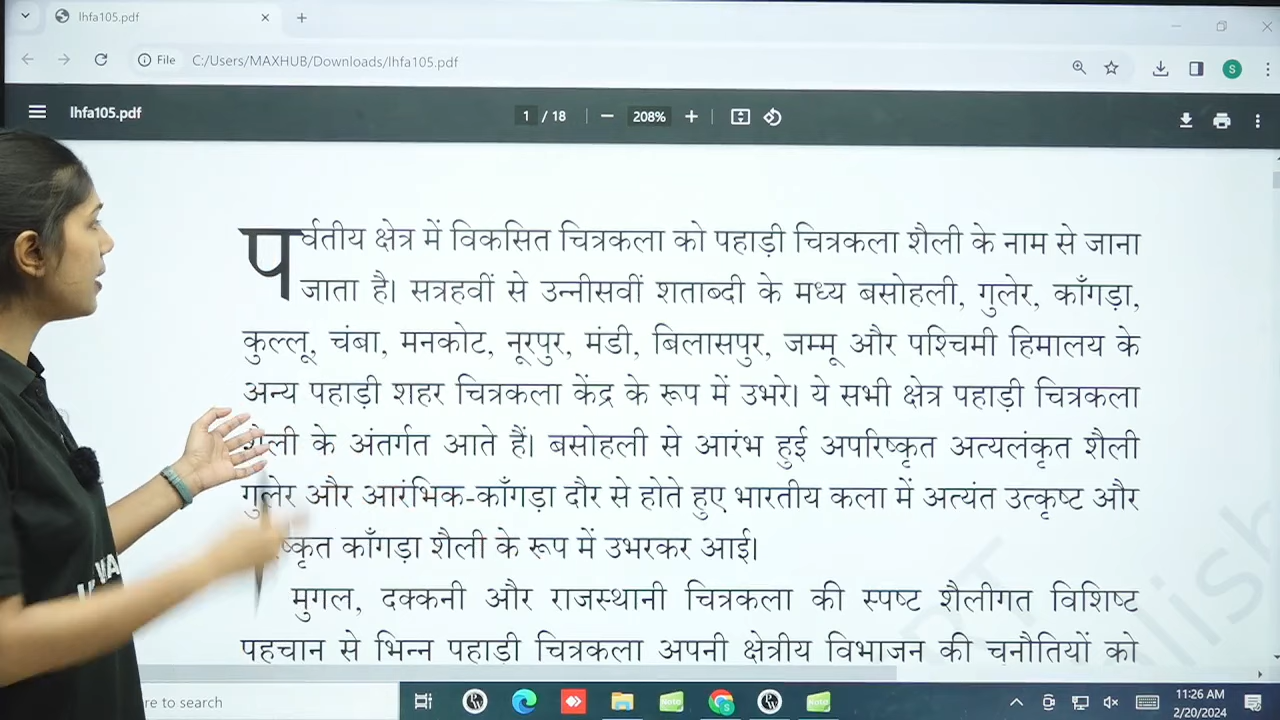 lhfa105.pdf
File C:/Users/MAXHUB/Downloads/lhfa105.pdf
S
lhfa105.pdf 1 / 18 208%
पर्वतीय क्षेत्र में विकसित चित्रकला को पहाड़ी चित्रकला शैली के नाम से जाना
जाता है। सत्रहवीं से उन्नीसवीं शताब्दी के मध्य बसोहली, गुलेर, काँगड़ा,
कुल्लू, चंबा, मनकोट, नूरपुर, मंडी, बिलासपुर, जम्मू और पश्चिमी हिमालय के
अन्य पहाड़ी शहर चित्रकला केंद्र के रूप में उभरे। ये सभी क्षेत्र पहाड़ी चित्रकला
शैली के अंतर्गत आते हैं। बसोहली से आरंभ हुई अपरिष्कृत अत्यलंकृत शैली
गुलेर और आरंभिक-काँगड़ा दौर से होते हुए भारतीय कला में अत्यंत उत्कृष्ट और
काँगड़ा शैली के रूप में उभरकर आई।
मुगल, दक्कनी और राजस्थानी चित्रकला की स्पष्ट शैलीगत विशिष्ट
पहचान से भिन्न पहाड़ी चित्रकला अपनी क्षेत्रीय विभाजन की चनौतियों को
to search
11:26 AM
2/20/2024